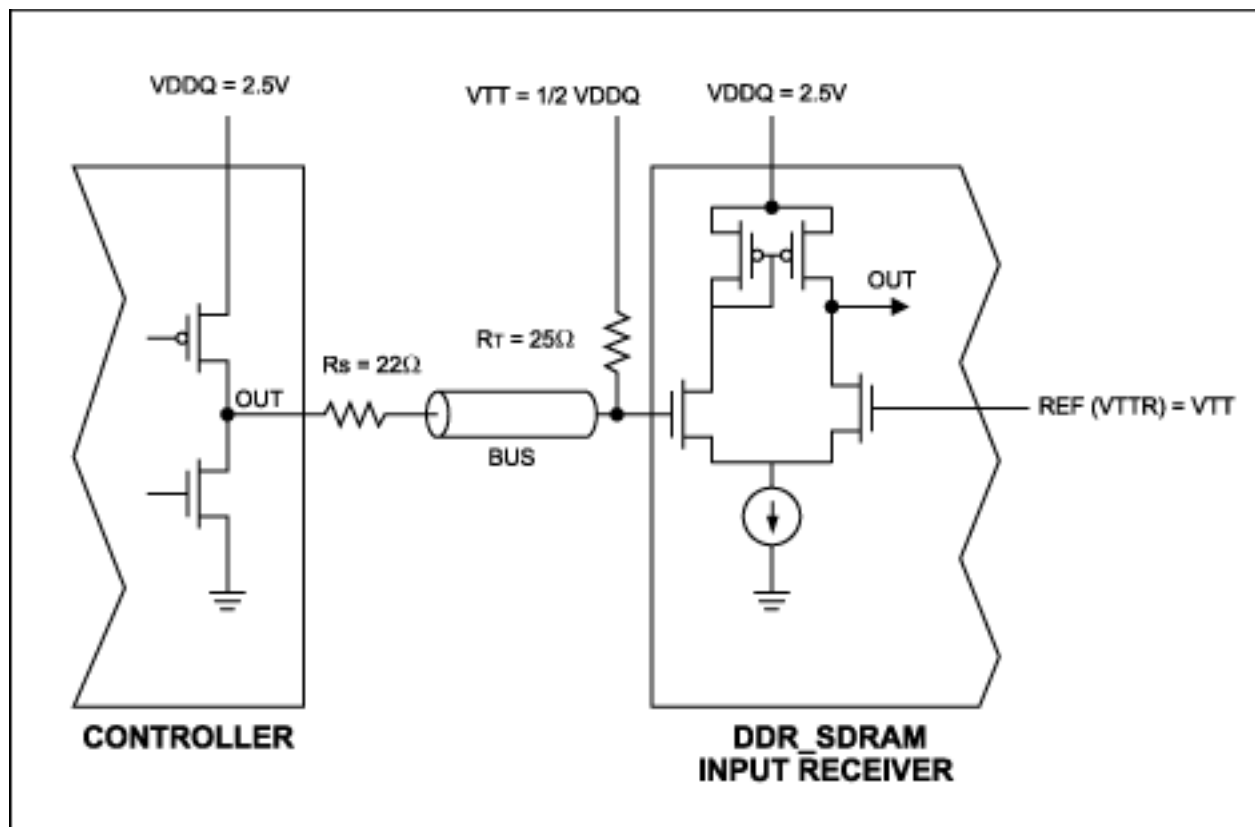 VDDQ = 2.5V
VTT = 1/2 VDDQ
VDDQ = 2.5V
OUT
RT = 25Ω
RS = 22Ω
OUT
BUS
REF (VTTR) = VTT
CONTROLLER
DDR_SDRAM
INPUT RECEIVER